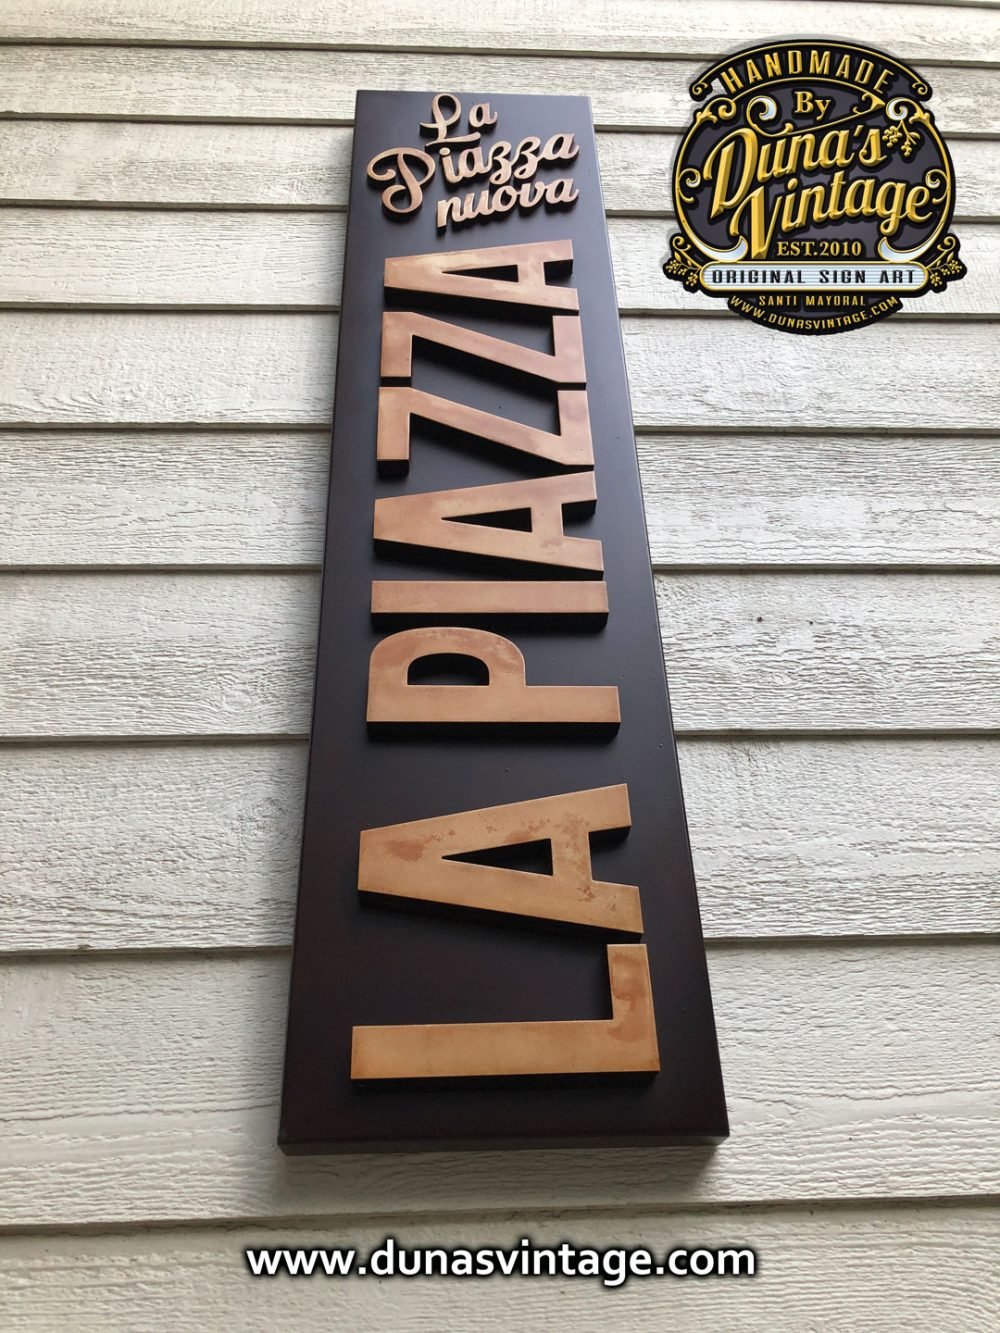 La
Piazza
nuova
LA PIAZZA
HANDMADE
By
Duna's
Vintage
EST.2010
ORIGINAL SIGN ART
SANTI MAYORAL
WWW.DUNASVINTAGE.COM
www.dunasvintage.com